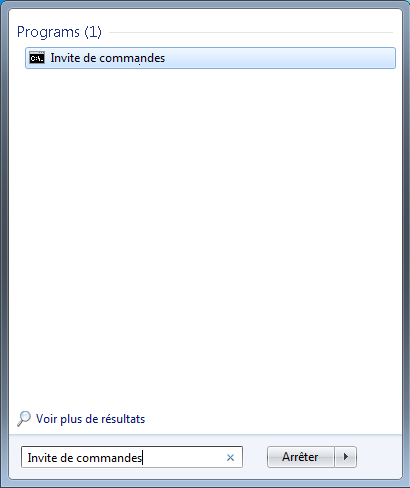 Programs (1)
C:\.
Invite de commandes
Voir plus de résultats
Invite de commandes
Arrêter